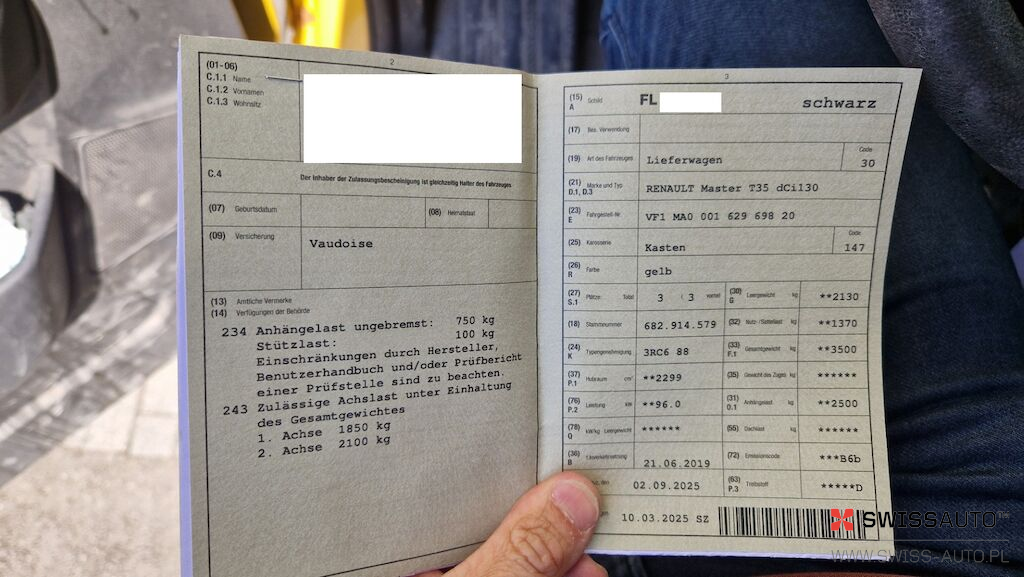 2
(01-06)
C.1.1 Name
C.1.2 Vornamen
C.1.3 Wohnsitz
C.4 Der Inhaber der Zulassungsbescheinigung ist gleichzeitig Halter des Fahrzeuges
(07) Geburtsdatum (08) Heimatstaat
(09) Versicherung Vaudoise
(13) Amtliche Vermerke
(14) Verfügungen der Behörde
234 Anhängelast ungebremst: 750 kg
Stützlast: 100 kg
Einschränkungen durch Hersteller,
Benutzerhandbuch und/oder Prüfbericht
einer Prüfstelle sind zu beachten.
243 Zulässige Achslast unter Einhaltung
des Gesamtgewichtes
1. Achse 1850 kg
2. Achse 2100 kg
3
(15) A Schild FL schwarz
(17) Bes. Verwendung
(19) Art des Fahrzeuges Lieferwagen Code 30
(21) D.1, D.3 Marke und Typ RENAULT Master T35 dCi130
(23) E Fahrgestell-Nr. VF1 MA0 001 629 698 20
(25) Karosserie Kasten Code 147
(26) R Farbe gelb
(27) S.1 Plätze: Total 3 / 3 vorne (30) G Leergewicht kg **2130
(18) Stammnummer 682.914.579 (32) Nutz-/Sattellast kg **1370
(24) K Typengenehmigung 3RC6 88 (33) F.1 Gesamtgewicht kg **3500
(37) P.1 Hubraum cm³ **2299 (35) Gewicht des Zuges kg ******
(76) P.2 Leistung kW **96.0 (31) O.1 Anhängelast kg **2500
(78) Q kW/kg Leergewicht ****** (55) Dachlast kg ******
(36) B 21.06.2019 (72) Emissionscode ***B6b
02.09.2025 (63) P.3 Treibstoff *****D
10.03.2025 SZ
SWISSAUTO
WWW.SWISS-AUTO.PL